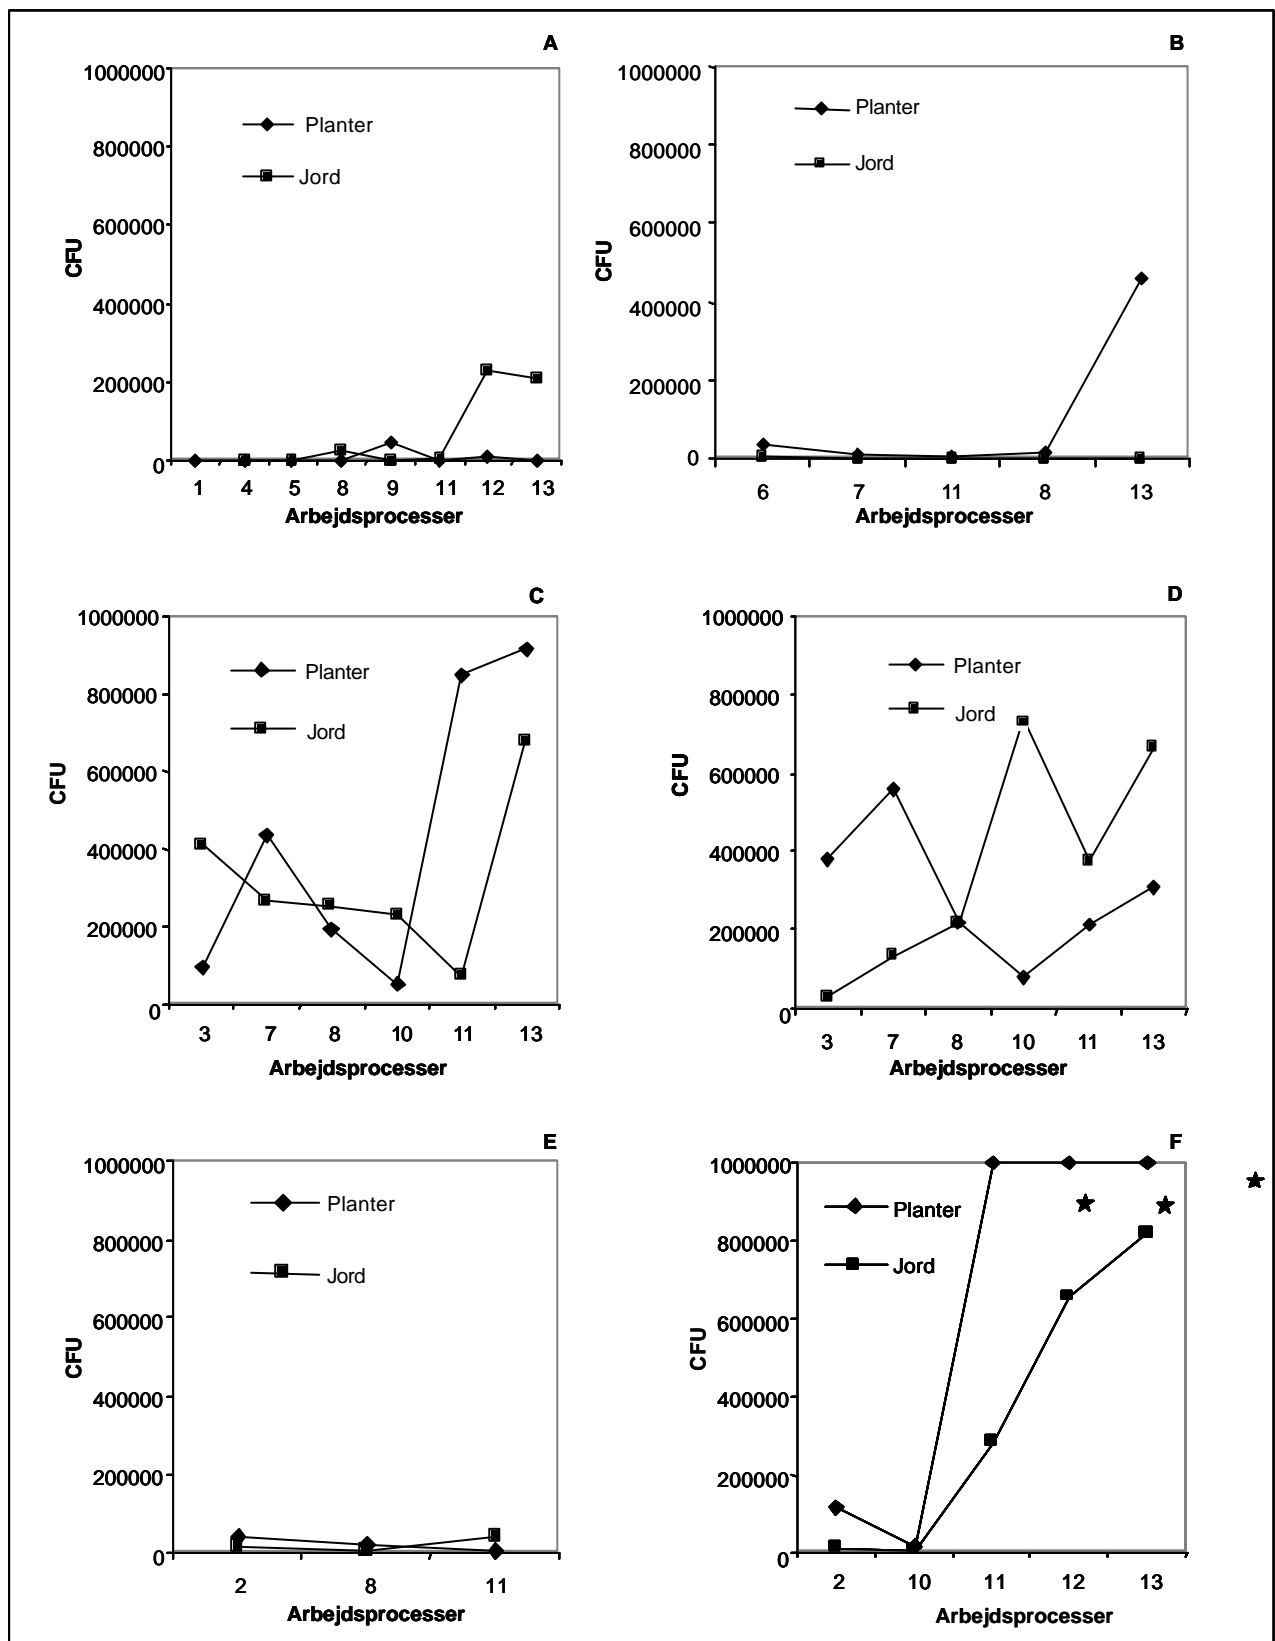 A
1000000
800000
600000
400000
200000
0
CFU
Planter
Jord
1 4 5 8 9 11 12 13
Arbejdsprocesser
B
1000000
800000
600000
400000
200000
0
CFU
Planter
Jord
6 7 11 8 13
Arbejdsprocesser
C
1000000
800000
600000
400000
200000
0
CFU
Planter
Jord
3 7 8 10 11 13
Arbejdsprocesser
D
1000000
800000
600000
400000
200000
0
CFU
Planter
Jord
3 7 8 10 11 13
Arbejdsprocesser
E
1000000
800000
600000
400000
200000
0
CFU
Planter
Jord
2 8 11
Arbejdsprocesser
F
1000000
800000
600000
400000
200000
0
CFU
Planter
Jord
2 10 11 12 13
Arbejdsprocesser